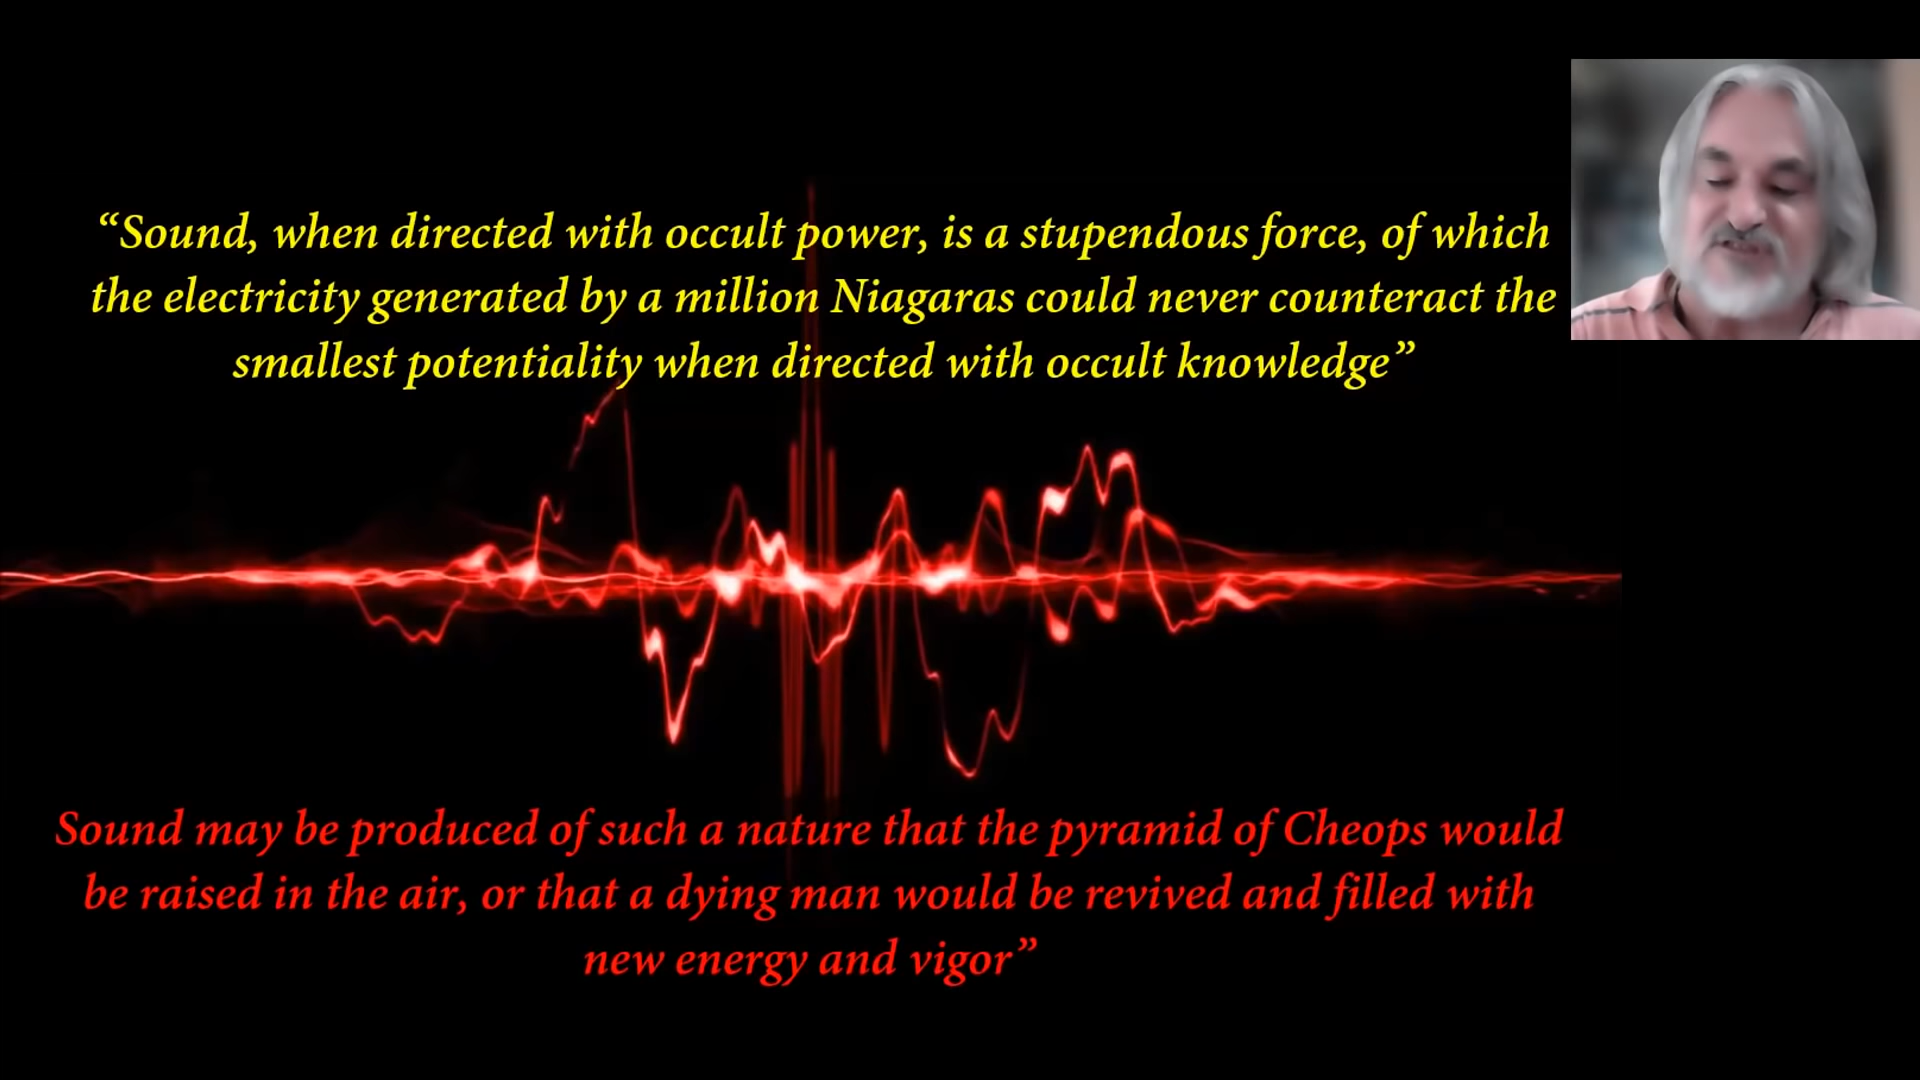 “Sound, when directed with occult power, is a stupendous force, of which
the electricity generated by a million Niagaras could never counteract the
smallest potentiality when directed with occult knowledge”
Sound may be produced of such a nature that the pyramid of Cheops would
be raised in the air, or that a dying man would be revived and filled with
new energy and vigor”